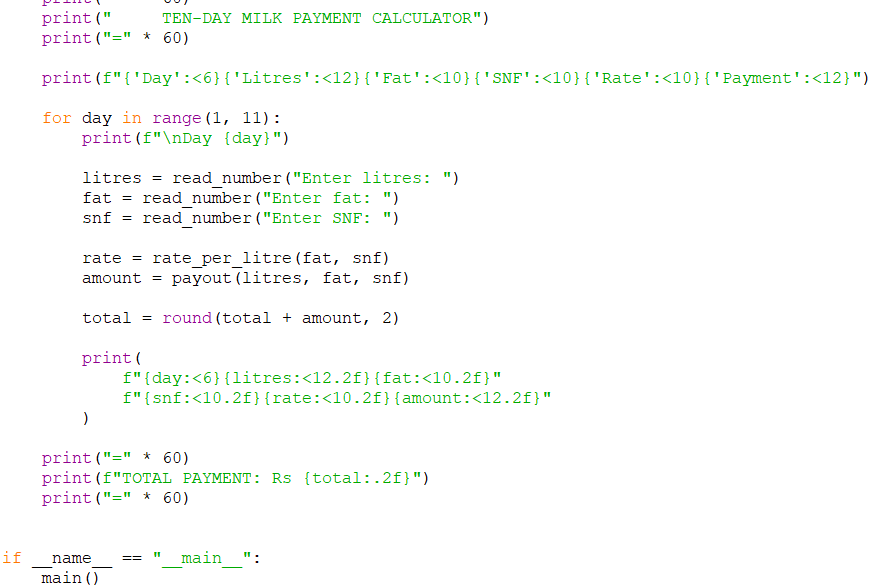 print("      TEN-DAY MILK PAYMENT CALCULATOR")
    print("=" * 60)

    print(f"{'Day':<6}{'Litres':<12}{'Fat':<10}{'SNF':<10}{'Rate':<10}{'Payment':<12}")

    for day in range(1, 11):
        print(f"\nDay {day}")

        litres = read_number("Enter litres: ")
        fat = read_number("Enter fat: ")
        snf = read_number("Enter SNF: ")

        rate = rate_per_litre(fat, snf)
        amount = payout(litres, fat, snf)

        total = round(total + amount, 2)

        print(
            f"{day:<6}{litres:<12.2f}{fat:<10.2f}"
            f"{snf:<10.2f}{rate:<10.2f}{amount:<12.2f}"
        )

    print("=" * 60)
    print(f"TOTAL PAYMENT: Rs {total:.2f}")
    print("=" * 60)


if __name__ == "__main__":
    main()